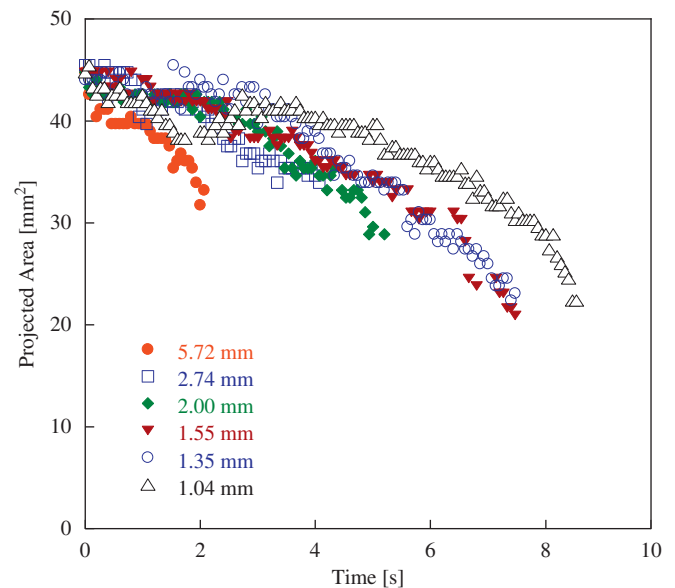 50
40
30
20
10
0
Projected Area [mm²]
5.72 mm
2.74 mm
2.00 mm
1.55 mm
1.35 mm
1.04 mm
0 2 4 6 8 10
Time [s]